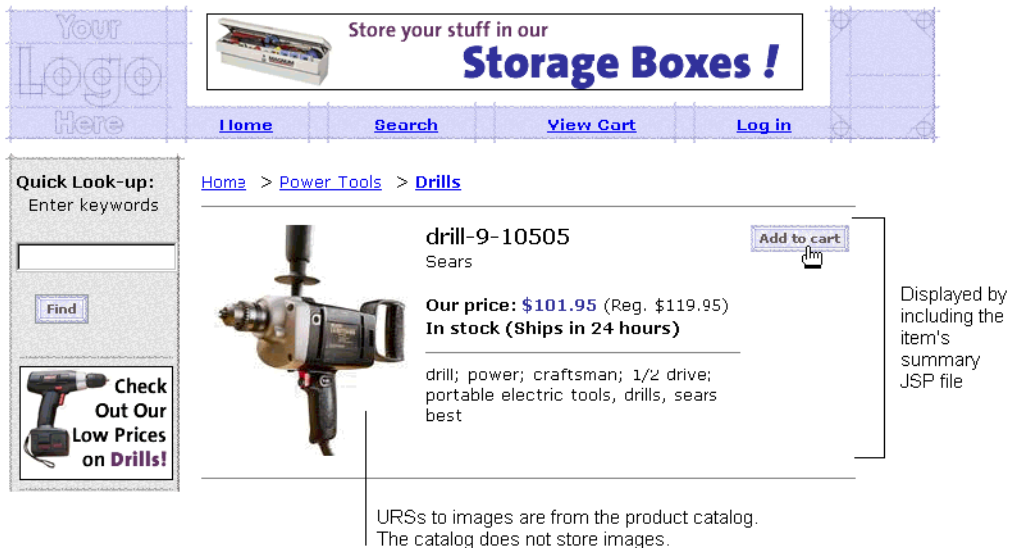 Your
Logo
Here
Store your stuff in our
Storage Boxes !
Home
Search
View Cart
Log in
Quick Look-up:
Enter keywords
Find
Check
Out Our
Low Prices
on Drills!
Home > Power Tools > Drills
drill-9-10505
Sears
Add to cart
Our price: $101.95 (Reg. $119.95)
In stock (Ships in 24 hours)
drill; power; craftsman; 1/2 drive;
portable electric tools, drills, sears
best
Displayed by
including the
item's
summary
JSP file
URSs to images are from the product catalog.
The catalog does not store images.